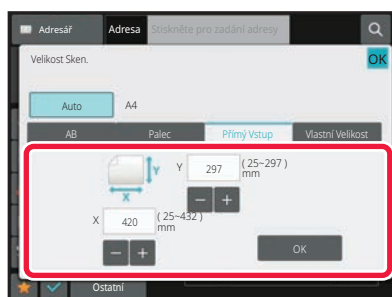 Adresář Adresa Stiskněte pro zadání adresy
Velikost Sken. OK
Auto A4
AB Palec Přímý Vstup Vlastní Velikost
Y Y 297 ( 25~297 )
mm
X
X 420 ( 25~432 )
mm
OK
Ostatní